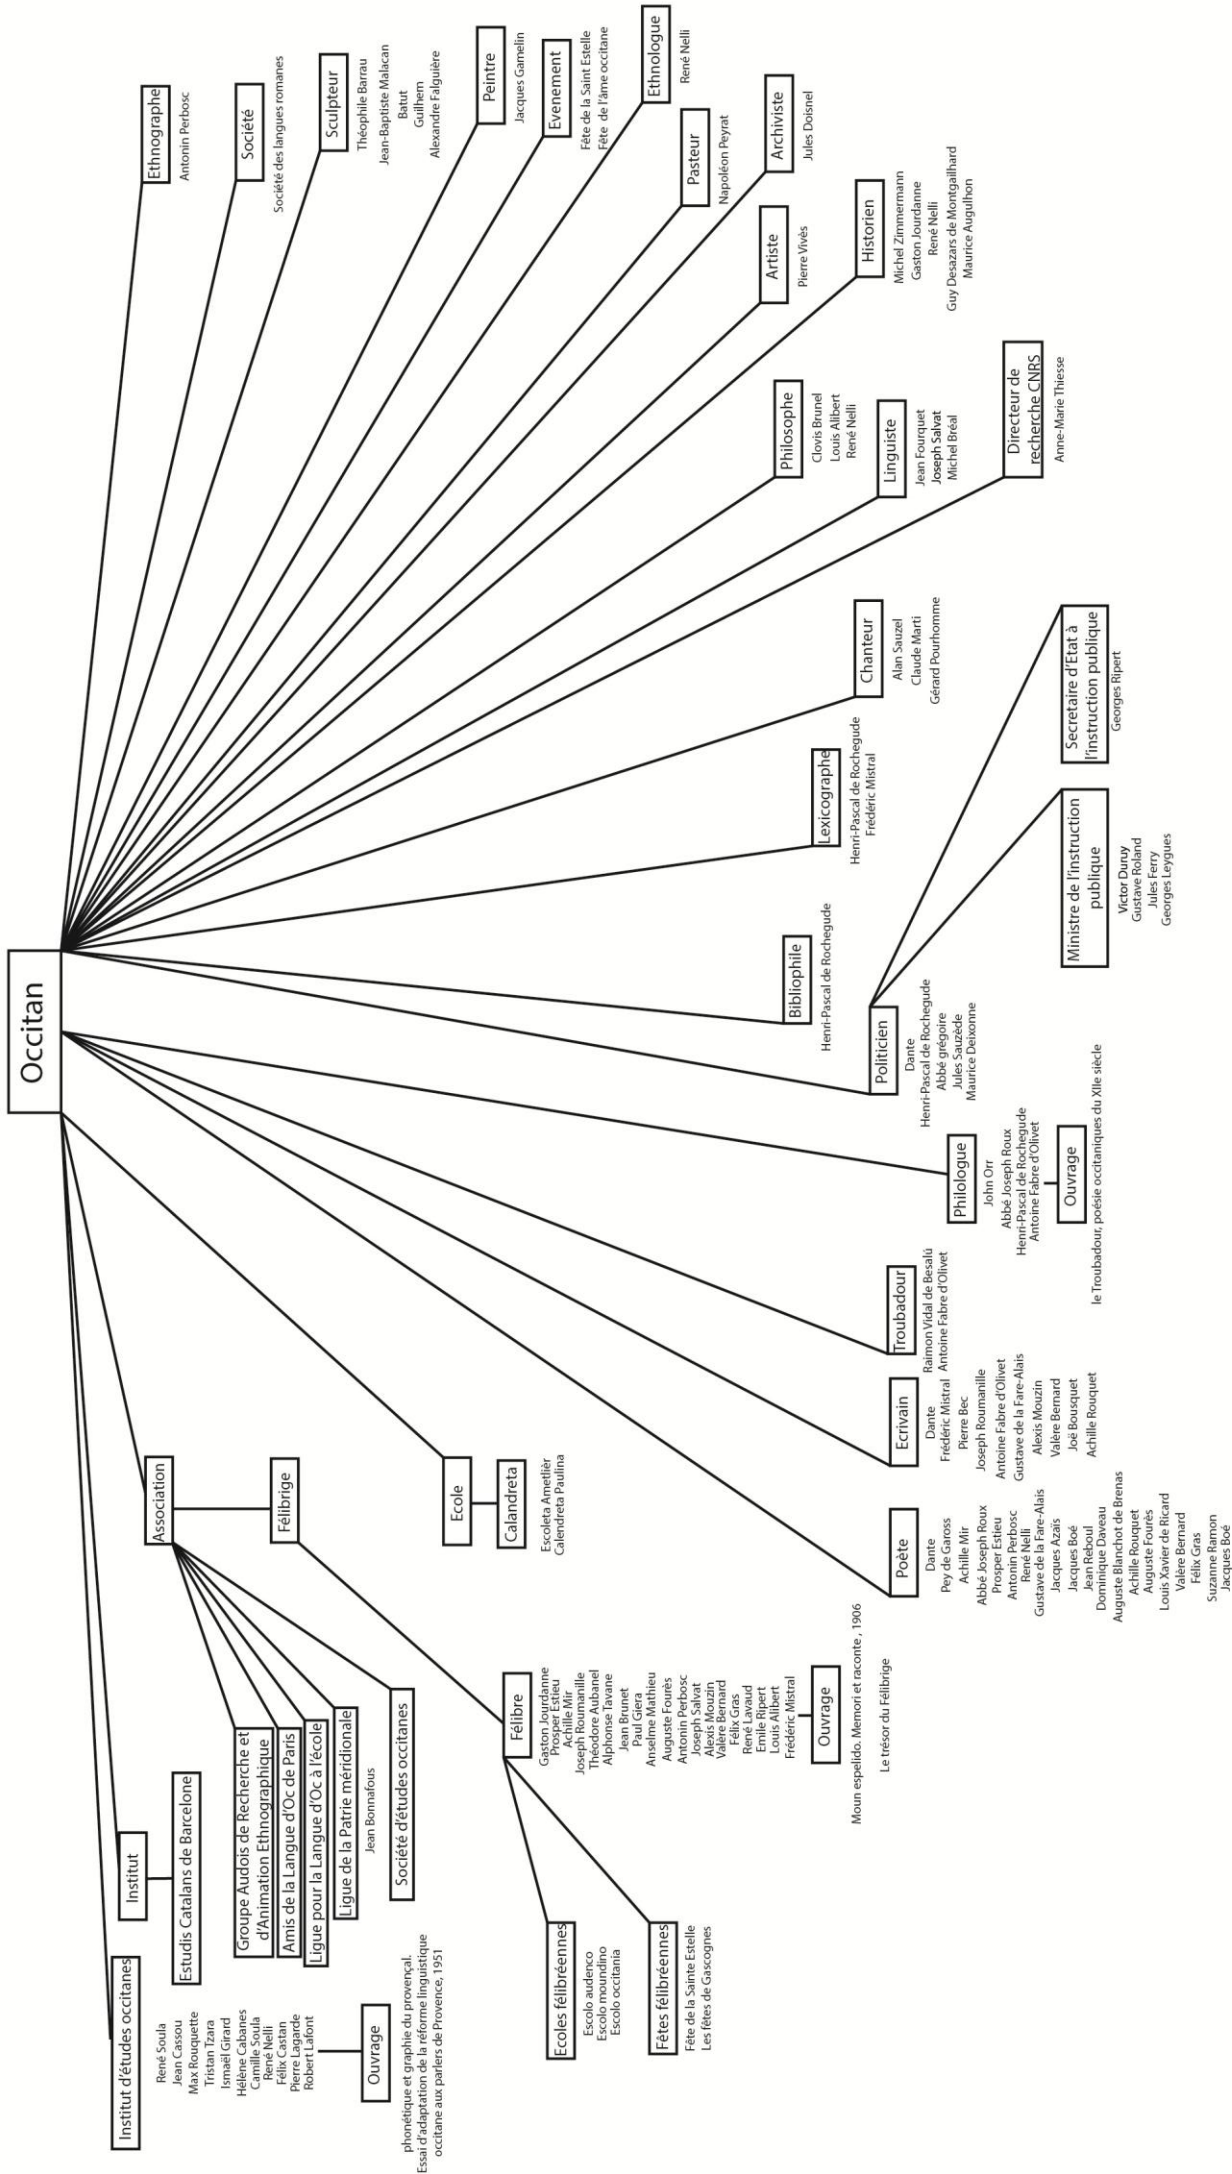 Occitan
Institut d'études occitanes
René Soula
Jean Cassou
Max Rouquette
Tristan Tzara
Ismaël Girard
Hélène Cabanes
Camille Soula
René Nelli
Félix Castan
Pierre Lagarde
Robert Lafont
Ouvrage
phonétique et graphie du provençal.
Essai d'adaptation de la réforme linguistique
occitane aux parlers de Provence, 1951
Institut
Estudis Catalans de Barcelone
Association
Groupe Audois de Recherche et
d'Animation Ethnographique
Amis de la Langue d'Oc de Paris
Ligue pour la Langue d'Oc à l'école
Ligue de la Patrie méridionale
Jean Bonnafous
Société d'études occitanes
Félibrige
Félibre
Gaston Jourdanne
Prosper Estieu
Achille Mir
Joseph Roumanille
Théodore Aubanel
Alphonse Tavane
Jean Brunet
Paul Giera
Anselme Mathieu
Auguste Fourès
Antonin Perbosc
Joseph Salvat
Alexis Mouzin
Valère Bernard
Félix Gras
René Lavaud
Emile Ripert
Louis Alibert
Frédéric Mistral
Ouvrage
Moun espelido. Memori et raconte , 1906
Le trésor du Félibrige
Ecoles félibréennes
Escolo audenco
Escolo moundino
Escolo occitania
Fêtes félibréennes
Fête de la Sainte Estelle
Les fêtes de Gascognes
Ecole
Calandreta
Escoleta Ametlièr
Calendreta Paulina
Poète
Dante
Pey de Gaross
Achille Mir
Abbé Joseph Roux
Prosper Estieu
Antonin Perbosc
René Nelli
Gustave de la Fare-Alais
Jacques Azaïs
Jacques Boé
Jean Reboul
Dominique Daveau
Auguste Blanchot de Brenas
Achille Rouquet
Auguste Fourès
Louis Xavier de Ricard
Valère Bernard
Félix Gras
Suzanne Ramon
Jacques Boé
Ecrivain
Dante
Frédéric Mistral
Pierre Bec
Joseph Roumanille
Antoine Fabre d'Olivet
Gustave de la Fare-Alais
Alexis Mouzin
Valère Bernard
Joë Bousquet
Achille Rouquet
Troubadour
Raimon Vidal de Besalú
Antoine Fabre d'Olivet
Philologue
John Orr
Abbé Joseph Roux
Henri-Pascal de Rochegude
Antoine Fabre d'Olivet
Ouvrage
le Troubadour, poésie occitaniques du XIIe siècle
Politicien
Dante
Henri-Pascal de Rochegude
Abbé grégoire
Jules Sauzède
Maurice Deixonne
Ministre de l'instruction
publique
Victor Duruy
Gustave Roland
Jules Ferry
Georges Leygues
Secretaire d'Etat à
l'instruction publique
Georges Ripert
Bibliophile
Henri-Pascal de Rochegude
Lexicographe
Henri-Pascal de Rochegude
Frédéric Mistral
Chanteur
Alan Sauzel
Claude Marti
Gérard Pourhomme
Directeur de
recherche CNRS
Anne-Marie Thiesse
Linguiste
Jean Fourquet
Joseph Salvat
Michel Bréal
Philosophe
Clovis Brunel
Louis Alibert
René Nelli
Historien
Michel Zimmermann
Gaston Jourdanne
René Nelli
Guy Desazars de Montgailhard
Maurice Augulhon
Artiste
Pierre Vivès
Archiviste
Jules Doisnel
Pasteur
Napoléon Peyrat
Ethnologue
René Nelli
Evenement
Fête de la Saint Estelle
Fête de l'âme occitane
Peintre
Jacques Gamelin
Sculpteur
Théophile Barrau
Jean-Baptiste Malacan
Batut
Guilhem
Alexandre Falguière
Société
Société des langues romanes
Ethnographe
Antonin Perbosc